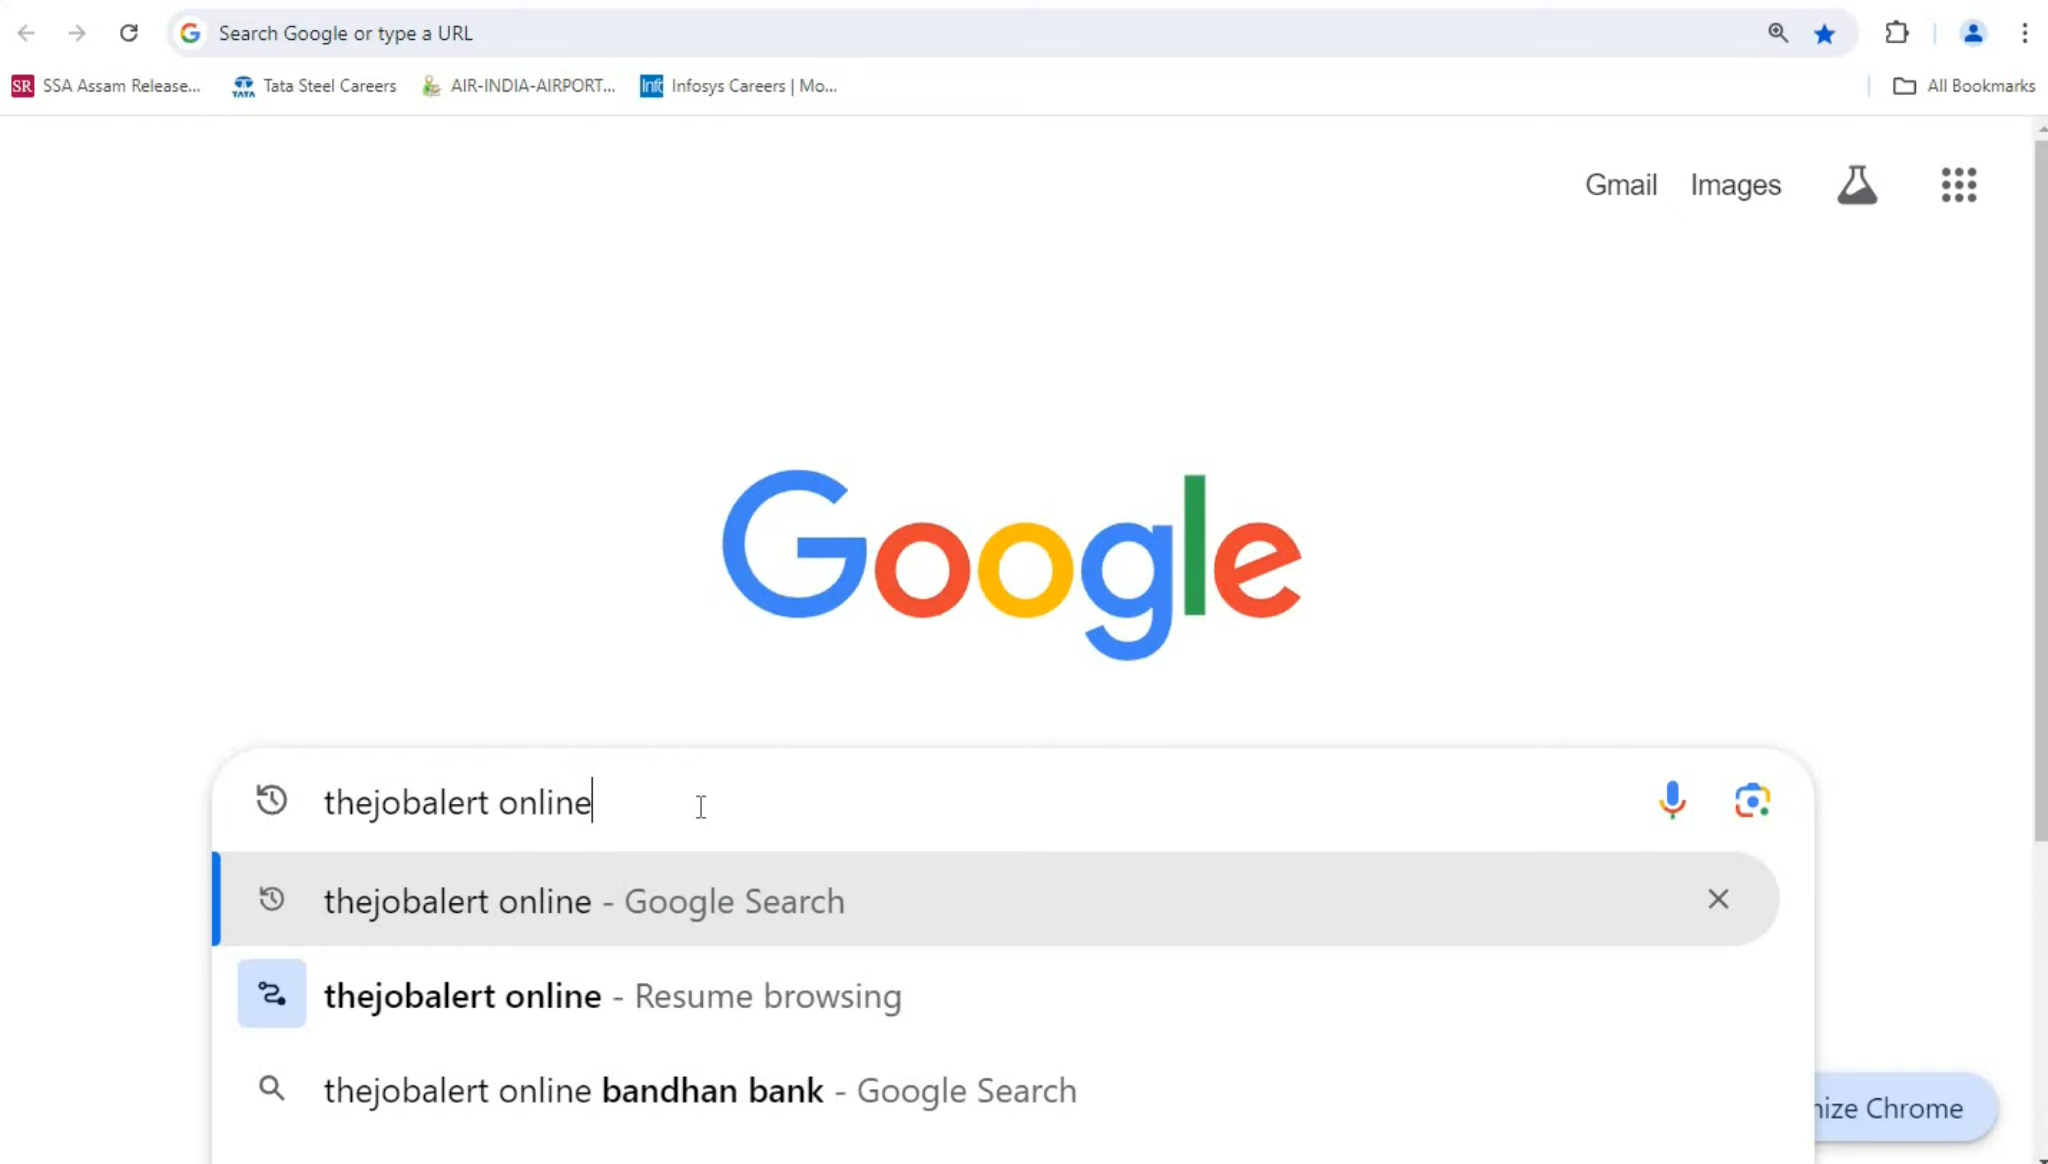 Search Google or type a URL
SR SSA Assam Release... TATA Tata Steel Careers AIR-INDIA-AIRPORT... Infosys Careers | Mo... All Bookmarks
Gmail Images
Google
thejobalert online
thejobalert online - Google Search
thejobalert online - Resume browsing
thejobalert online bandhan bank - Google Search
nize Chrome